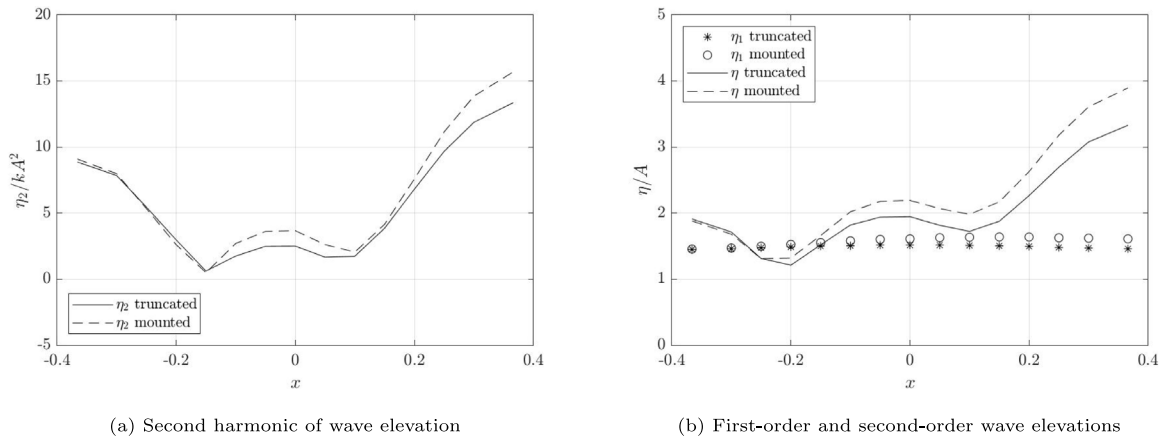 20
15
10
5
0
-5
-0.4
-0.2
0
0.2
0.4
x
η₂/kA²
η₂ truncated
η₂ mounted
(a) Second harmonic of wave elevation
5
4
3
2
1
0
-0.4
-0.2
0
0.2
0.4
x
η/A
η₁ truncated
η₁ mounted
η truncated
η mounted
(b) First-order and second-order wave elevations